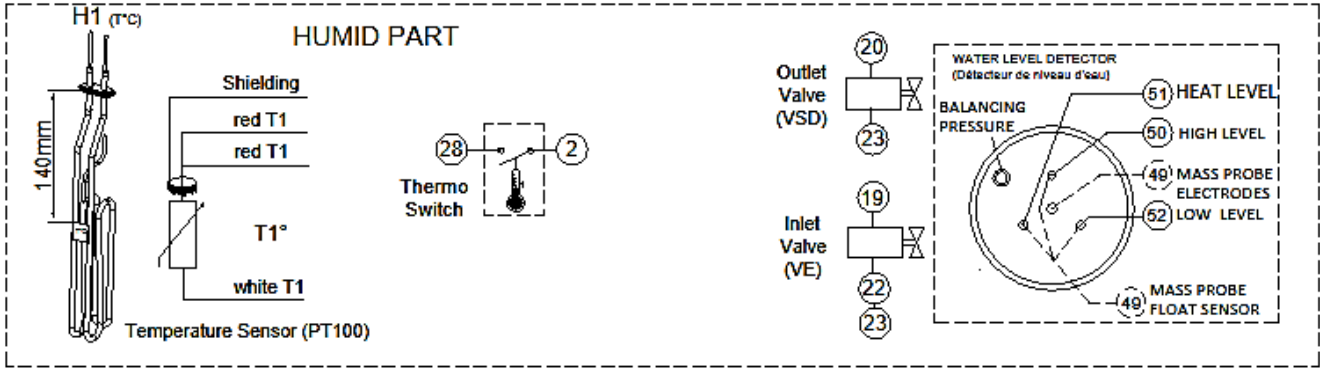 H1 (T°C)
HUMID PART
140mm
Shielding
red T1
red T1
T1°
white T1
Temperature Sensor (PT100)
28
2
Thermo
Switch
Outlet
Valve
(VSD)
20
23
Inlet
Valve
(VE)
19
22
23
WATER LEVEL DETECTOR
(Détecteur de niveau d'eau)
BALANCING
PRESSURE
51 HEAT LEVEL
50 HIGH LEVEL
49 MASS PROBE
ELECTRODES
52 LOW LEVEL
49 MASS PROBE
FLOAT SENSOR